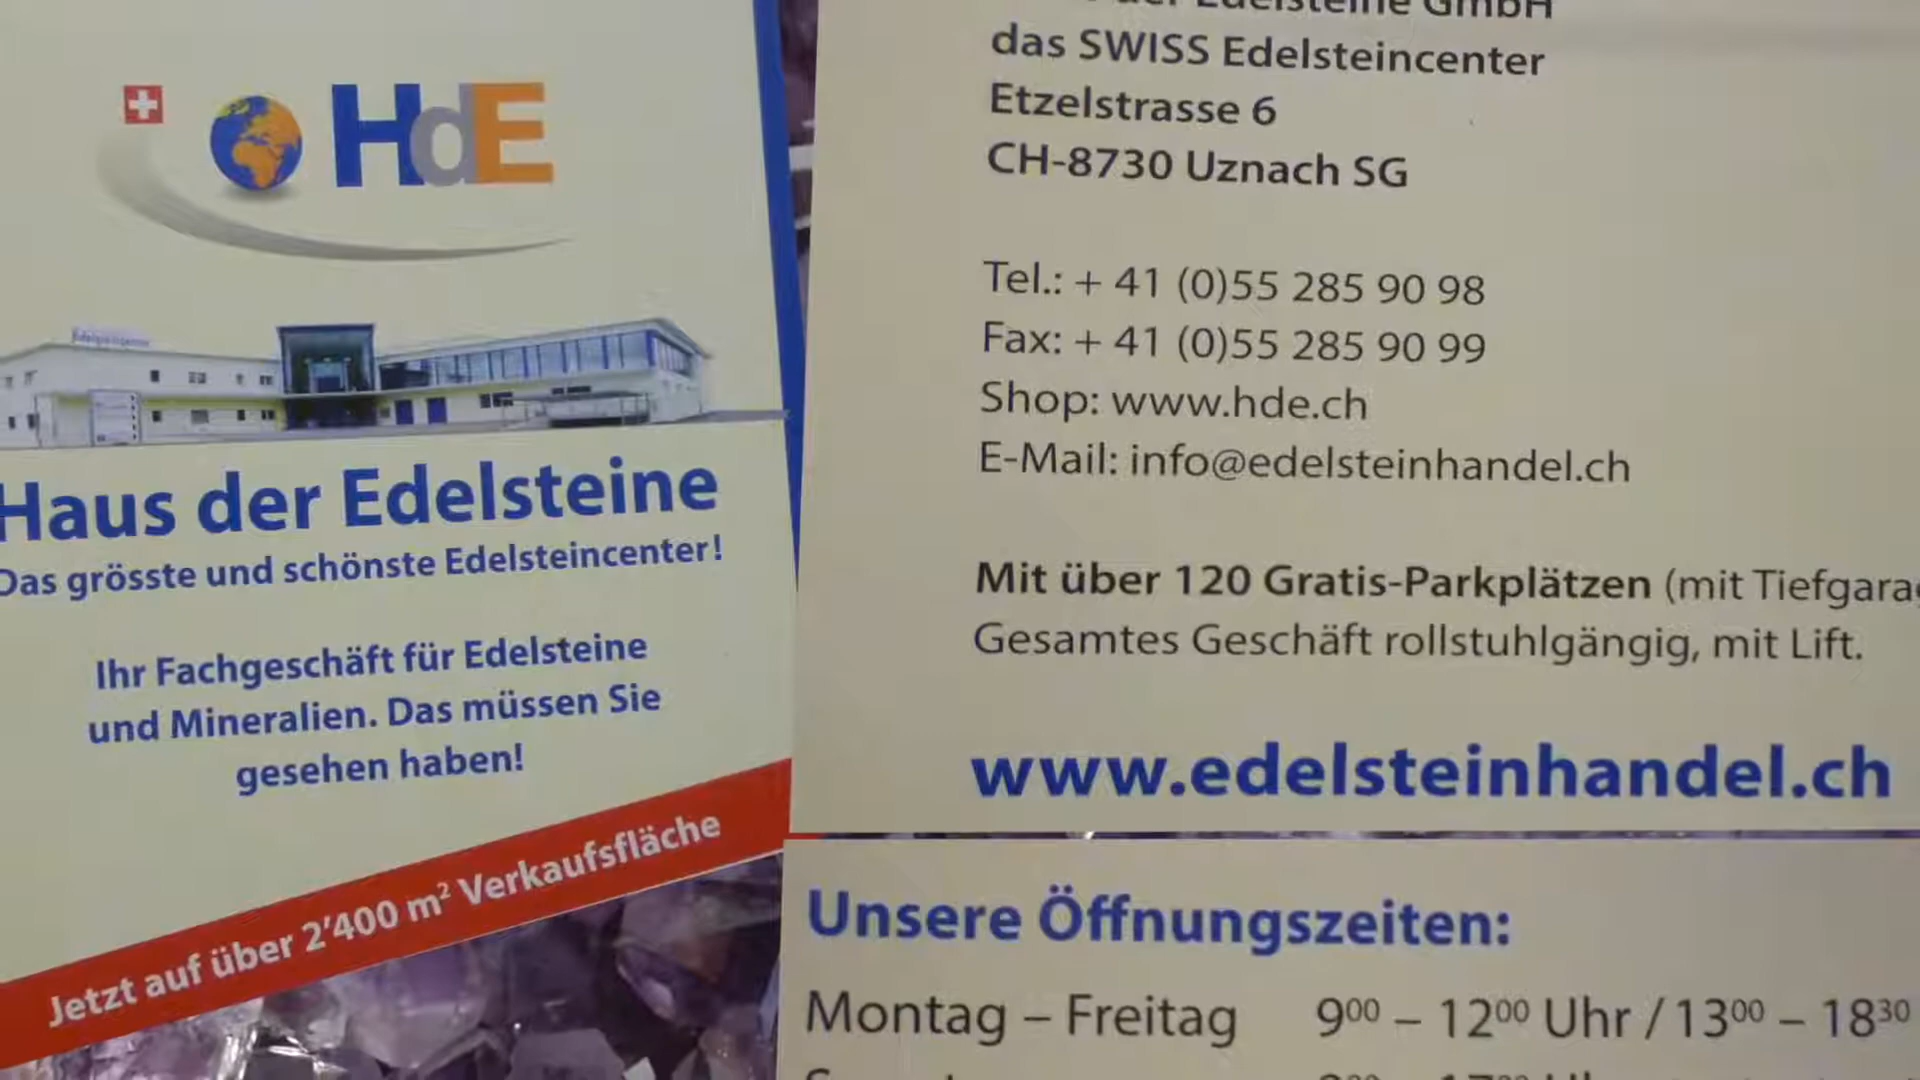 HdE
Haus der Edelsteine
Das grösste und schönste Edelsteincenter!
Ihr Fachgeschäft für Edelsteine
und Mineralien. Das müssen Sie
gesehen haben!
Jetzt auf über 2'400 m² Verkaufsfläche
der Edelsteine GmbH
das SWISS Edelsteincenter
Etzelstrasse 6
CH-8730 Uznach SG
Tel.: + 41 (0)55 285 90 98
Fax: + 41 (0)55 285 90 99
Shop: www.hde.ch
E-Mail: info@edelsteinhandel.ch
Mit über 120 Gratis-Parkplätzen (mit Tiefgara
Gesamtes Geschäft rollstuhlgängig, mit Lift.
www.edelsteinhandel.ch
Unsere Öffnungszeiten:
Montag – Freitag 9⁰⁰ – 12⁰⁰ Uhr / 13⁰⁰ – 18³⁰